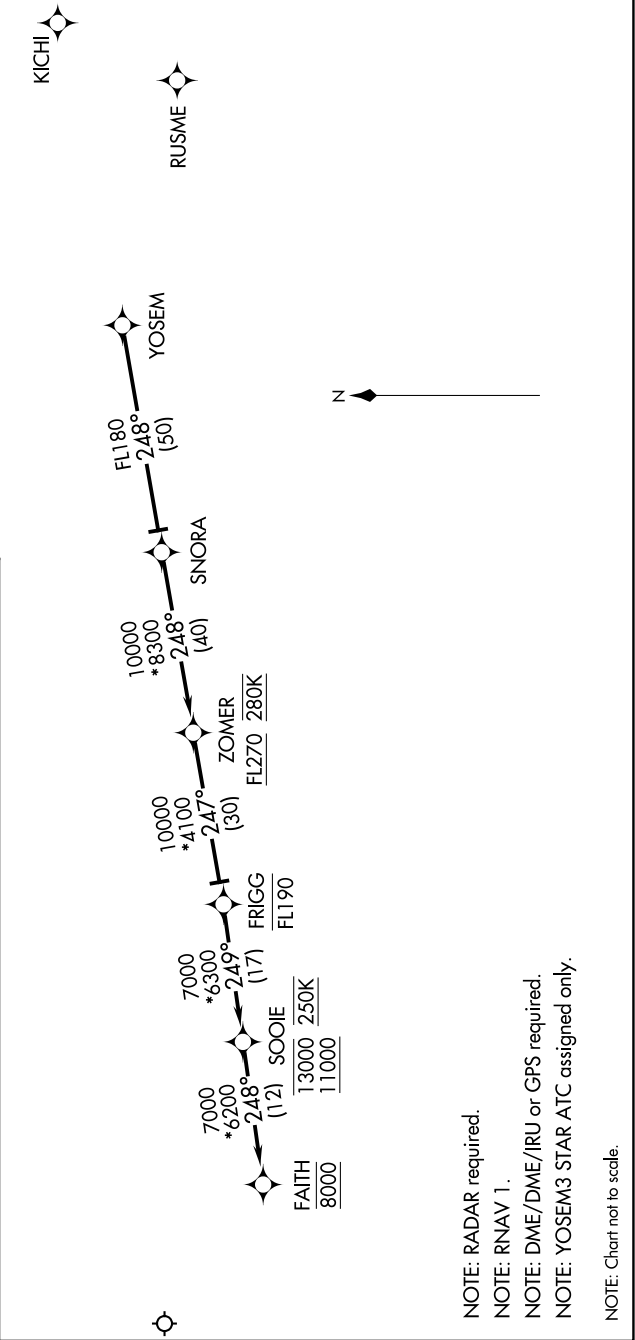 KICHI
RUSME
YOSEM
FL180
248°
(50)
SNORA
10000
*8300
248°
(40)
ZOMER
FL270 280K
10000
*4100
247°
(30)
FRIGG
FL190
7000
*6300
249°
(17)
SOOIE
13000 250K
11000
7000
*6200
248°
(12)
FAITH
8000
N
NOTE: RADAR required.
NOTE: RNAV 1.
NOTE: DME/DME/IRU or GPS required.
NOTE: YOSEM3 STAR ATC assigned only.
NOTE: Chart not to scale.